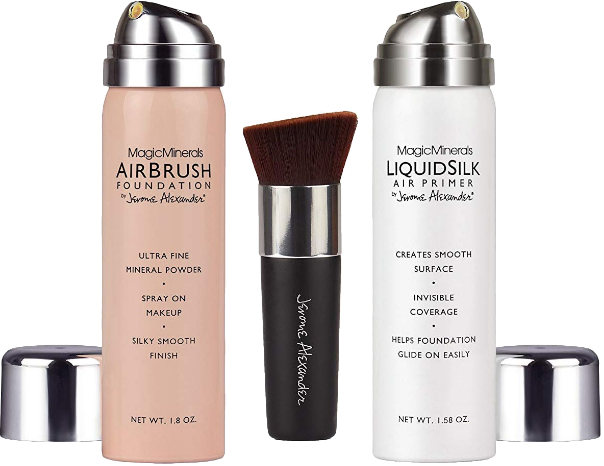 MagicMinerals
AIRBRUSH
FOUNDATION
by Jerome Alexander®
ULTRA FINE
MINERAL POWDER
•
SPRAY ON
MAKEUP
•
SILKY SMOOTH
FINISH
NET WT. 1.8 OZ.
Jerome Alexander
MagicMinerals
LIQUIDSILK
AIR PRIMER
by Jerome Alexander®
CREATES SMOOTH
SURFACE
•
INVISIBLE
COVERAGE
•
HELPS FOUNDATION
GLIDE ON EASILY
NET WT. 1.58 OZ.